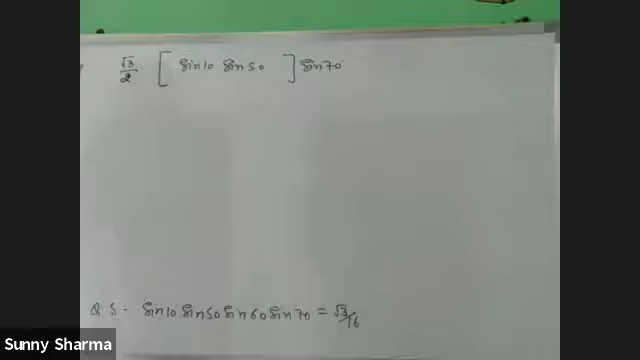 √3/2 [ Sin10 Sin50 ] Sin70
Q 5 - Sin10 Sin50 Sin60 Sin70 = √3/16
Sunny Sharma